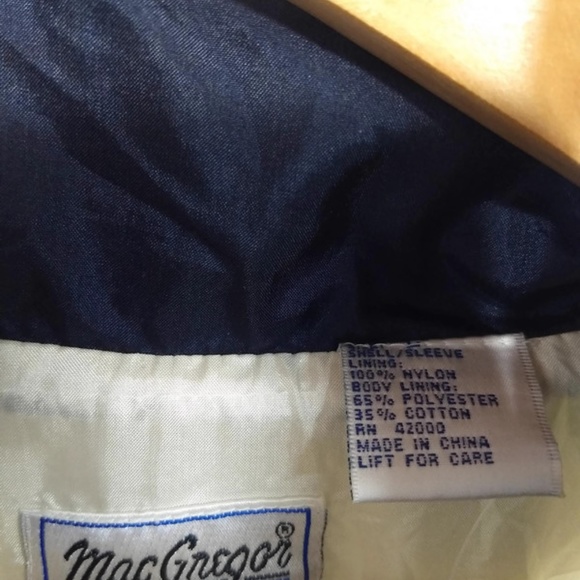 SHELL/SLEEVE
LINING:
100% NYLON
BODY LINING:
65% POLYESTER
35% COTTON
RN 42000
MADE IN CHINA
LIFT FOR CARE
MacGregor®